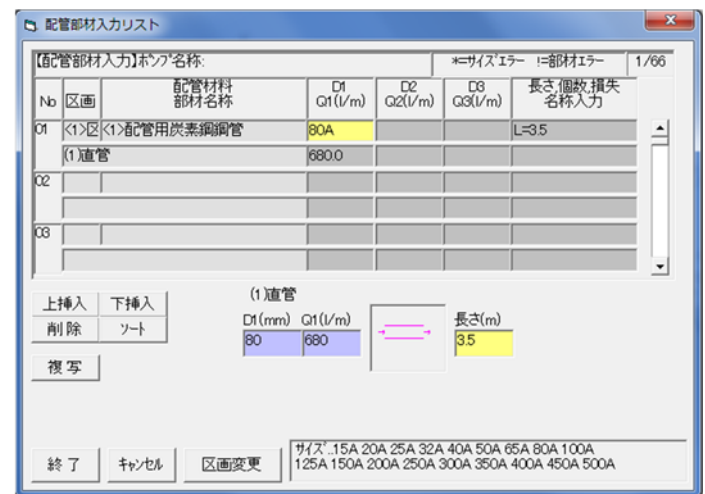 配管部材入力リスト
【配管部材入力】ポンプ名称: *=サイズエラー !=部材エラー 1/66
No 区画 配管材料 D1 D2 D3 長さ,個数,損失
部材名称 Q1(l/m) Q2(l/m) Q3(l/m) 名称入力
01 <1>区 <1>配管用炭素鋼鋼管 80A L=3.5
(1)直管 680.0
02
03
上挿入 下挿入 (1)直管
削除 ソート D1(mm) Q1(l/m) 長さ(m)
80 680 3.5
複写
終了 キャンセル 区画変更
サイズ..15A 20A 25A 32A 40A 50A 65A 80A 100A
125A 150A 200A 250A 300A 350A 400A 450A 500A